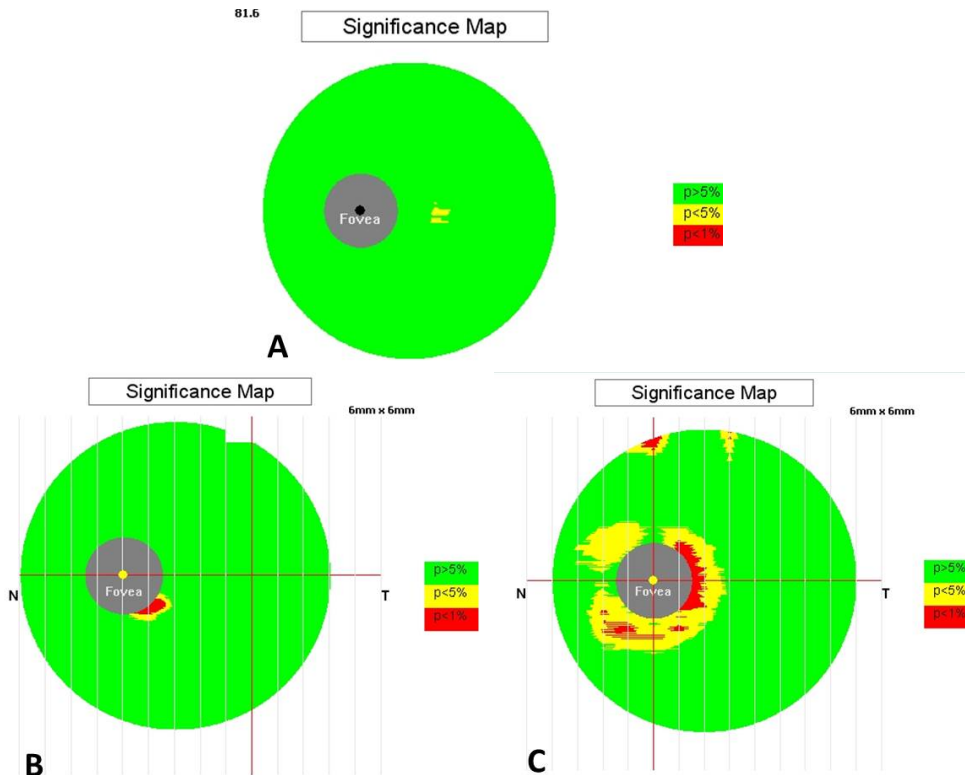 81.6
Significance Map
Fovea
p>5%
p<5%
p<1%
A
Significance Map
6mm x 6mm
Fovea
N
T
p>5%
p<5%
p<1%
B
Significance Map
6mm x 6mm
Fovea
N
T
p>5%
p<5%
p<1%
C